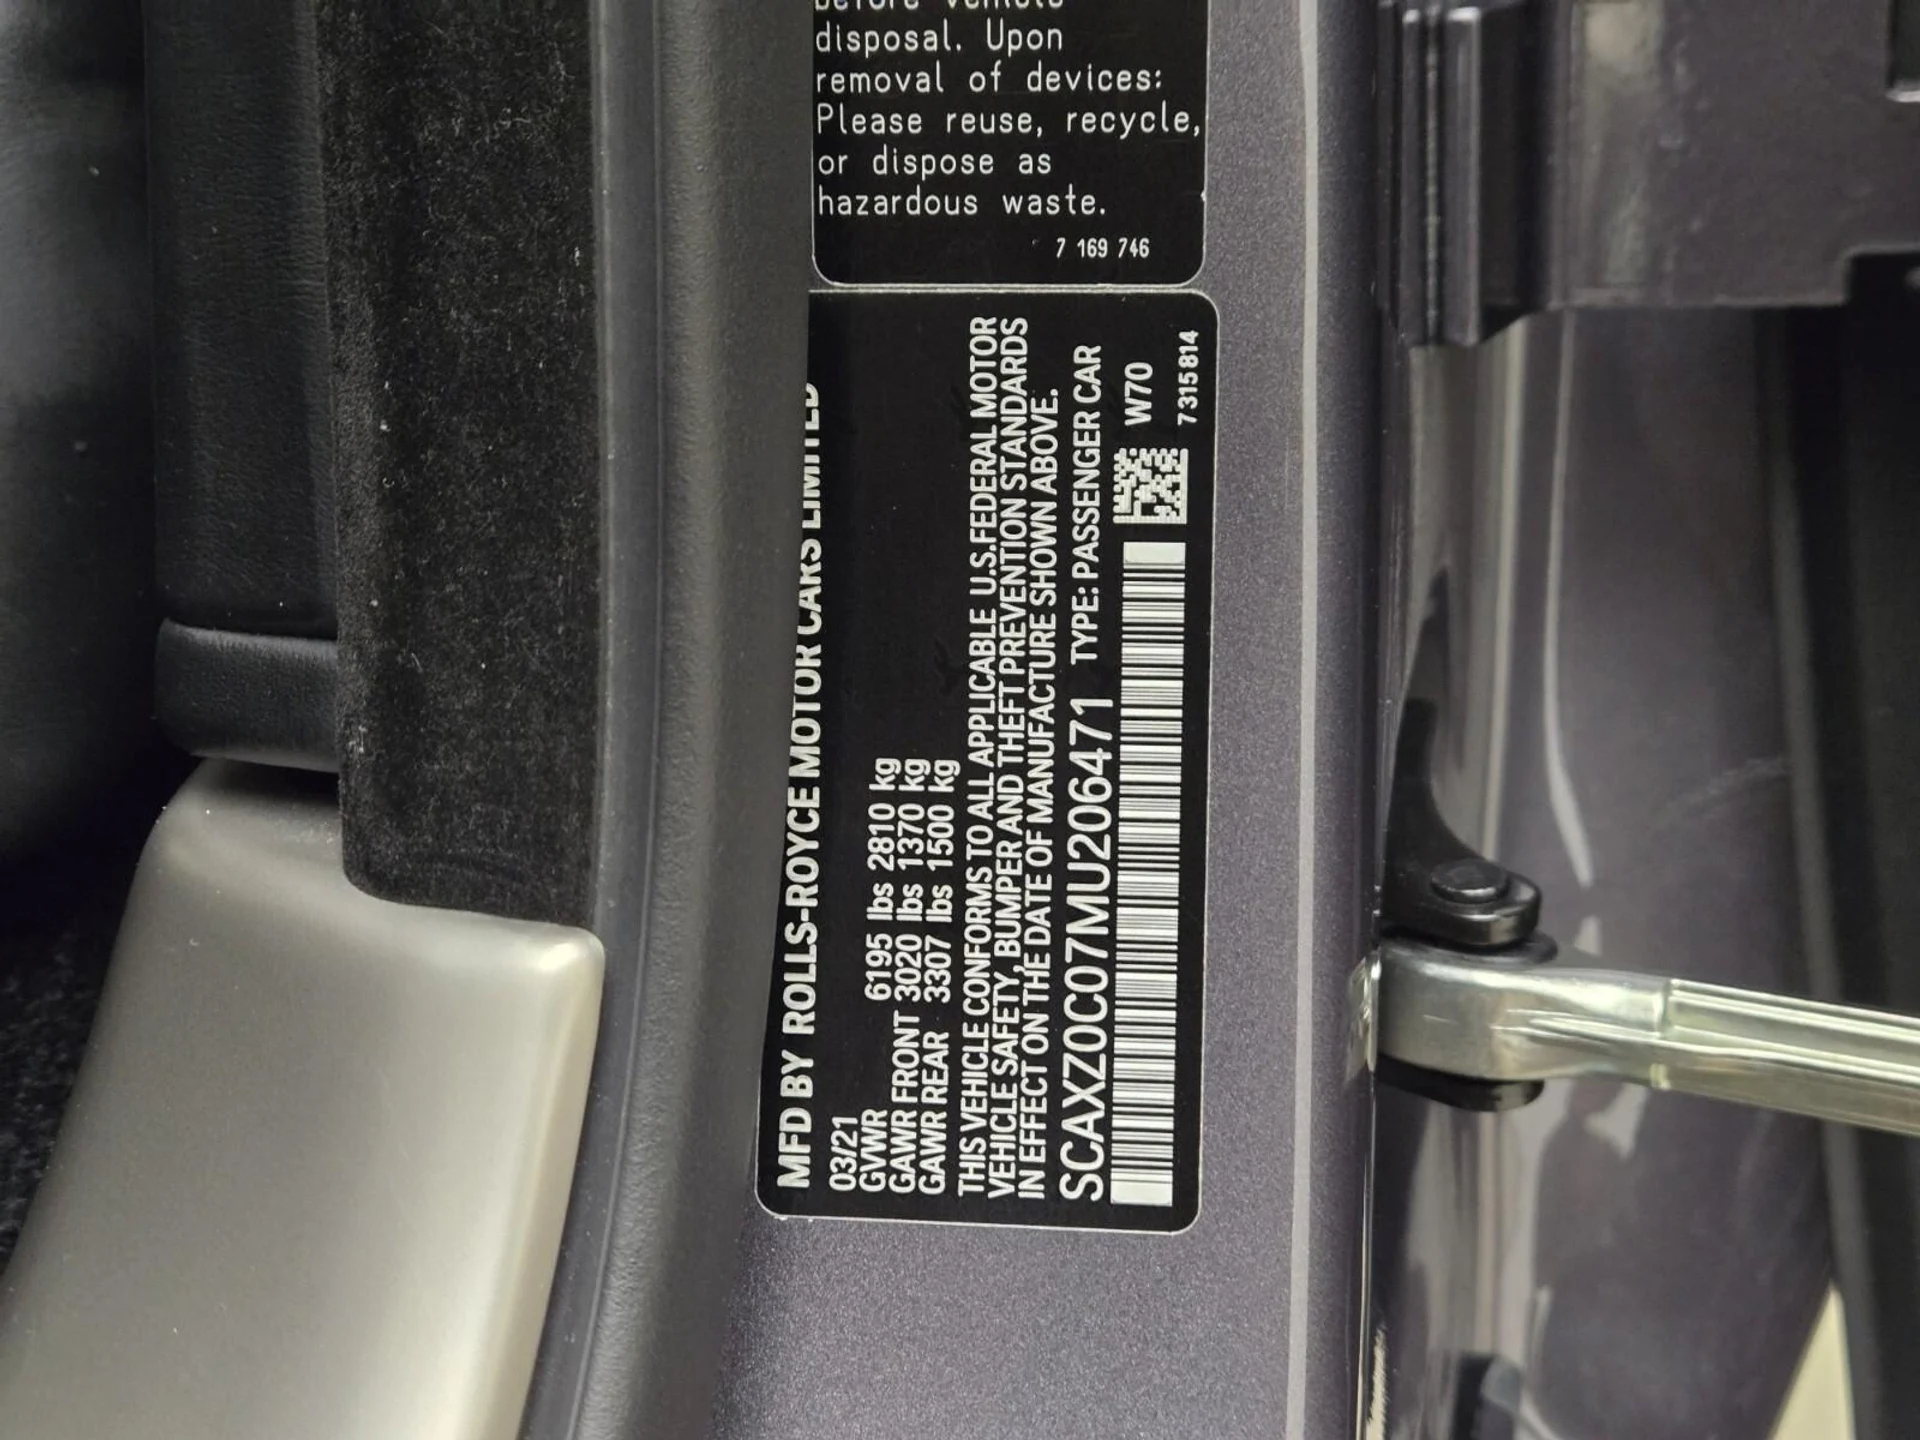 disposal. Upon
removal of devices:
Please reuse, recycle,
or dispose as
hazardous waste.
7 169 746
MFD BY ROLLS-ROYCE MOTOR CARS LIMITED
03/21
GVWR 6195 lbs 2810 kg
GAWR FRONT 3020 lbs 1370 kg
GAWR REAR 3307 lbs 1500 kg
THIS VEHICLE CONFORMS TO ALL APPLICABLE U.S.FEDERAL MOTOR
VEHICLE SAFETY, BUMPER AND THEFT PREVENTION STANDARDS
IN EFFECT ON THE DATE OF MANUFACTURE SHOWN ABOVE.
SCAXZ0C07MU206471 TYPE: PASSENGER CAR
W70
7315814